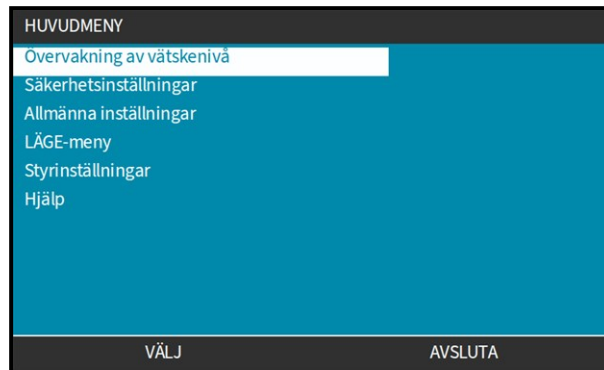 HUVUDMENY
Övervakning av vätskenivå
Säkerhetsinställningar
Allmänna inställningar
LÄGE-meny
Styrinställningar
Hjälp
VÄLJ AVSLUTA